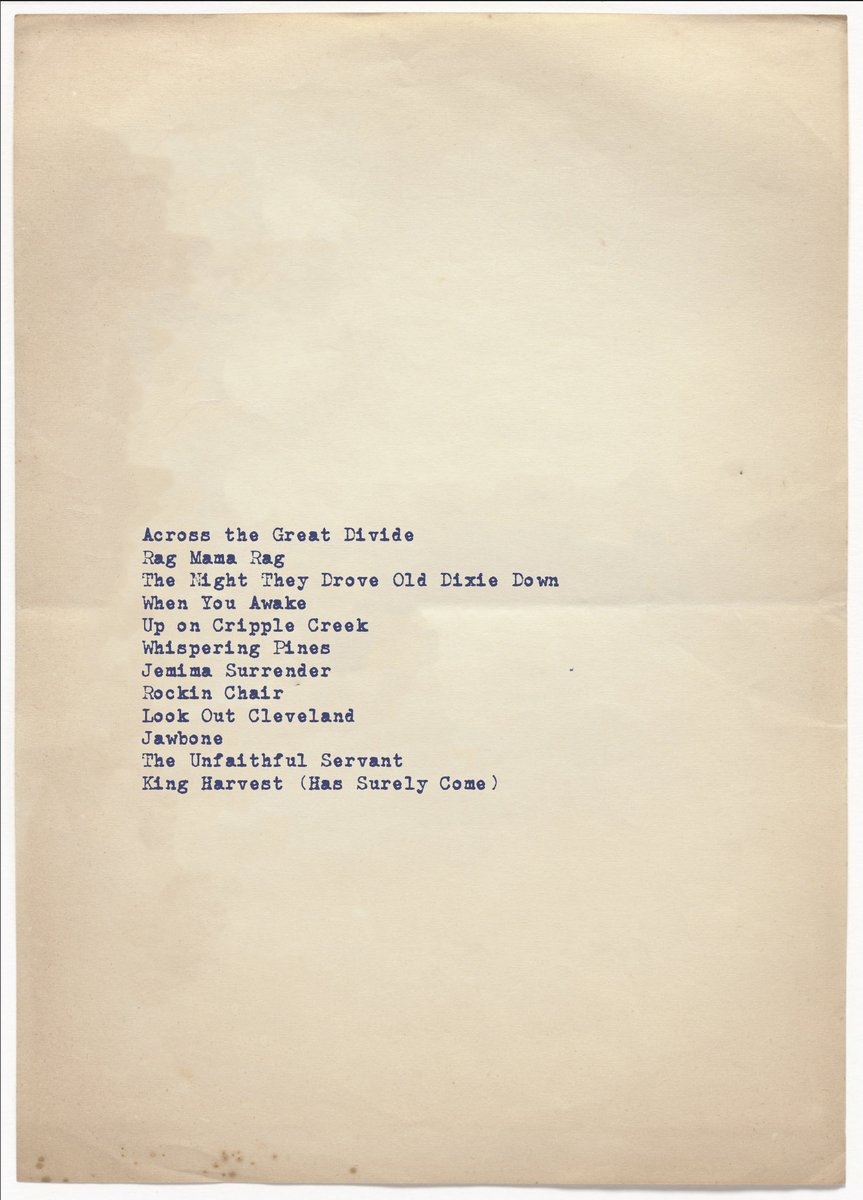 Across the Great Divide
Rag Mama Rag
The Night They Drove Old Dixie Down
When You Awake
Up on Cripple Creek
Whispering Pines
Jemima Surrender
Rockin Chair
Look Out Cleveland
Jawbone
The Unfaithful Servant
King Harvest (Has Surely Come)